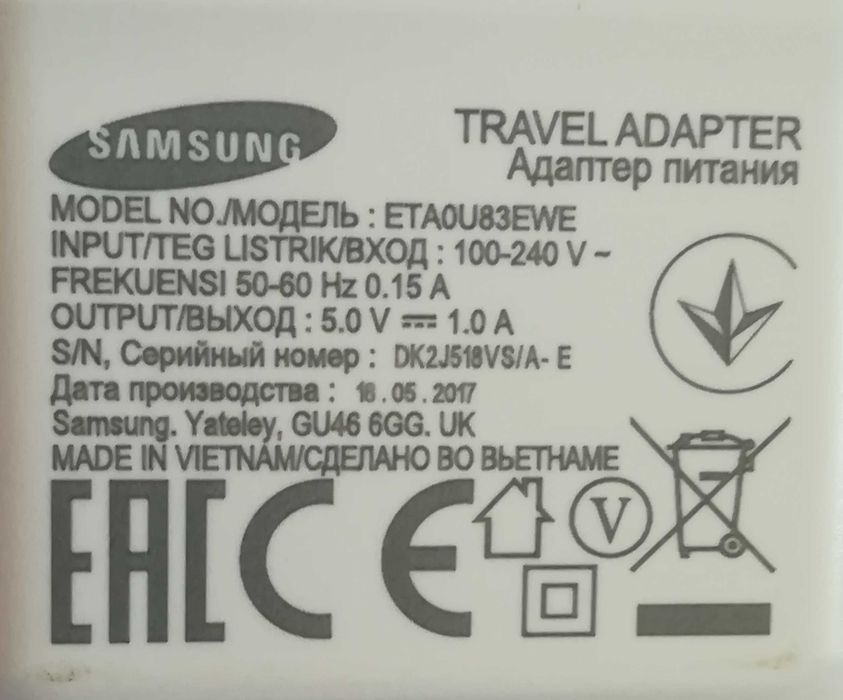 SAMSUNG
TRAVEL ADAPTER
Адаптер питания
MODEL NO./МОДЕЛЬ : ETA0U83EWE
INPUT/TEG LISTRIK/ВХОД : 100-240 V ~
FREKUENSI 50-60 Hz 0.15 A
OUTPUT/ВЫХОД : 5.0 V ⎓ 1.0 A
S/N, Серийный номер : DK2J518VS/A- E
Дата производства : 16.05.2017
Samsung. Yateley, GU46 6GG. UK
MADE IN VIETNAM/СДЕЛАНО ВО ВЬЕТНАМЕ
EAC CE V